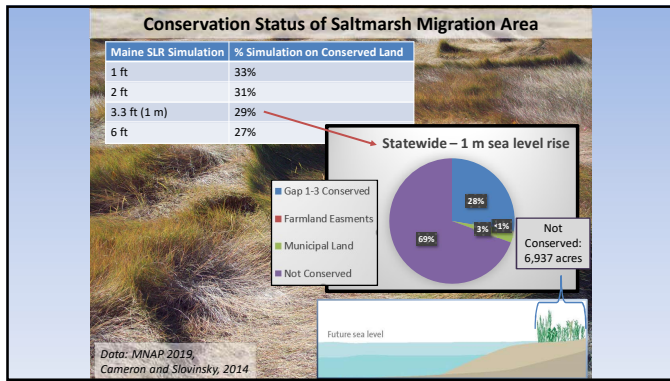 Conservation Status of Saltmarsh Migration Area
Maine SLR Simulation % Simulation on Conserved Land
1 ft 33%
2 ft 31%
3.3 ft (1 m) 29%
6 ft 27%
Statewide – 1 m sea level rise
Gap 1-3 Conserved
Farmland Easments
Municipal Land
Not Conserved
28%
<1%
3%
69%
Not
Conserved:
6,937 acres
Future sea level
Data: MNAP 2019,
Cameron and Slovinsky, 2014